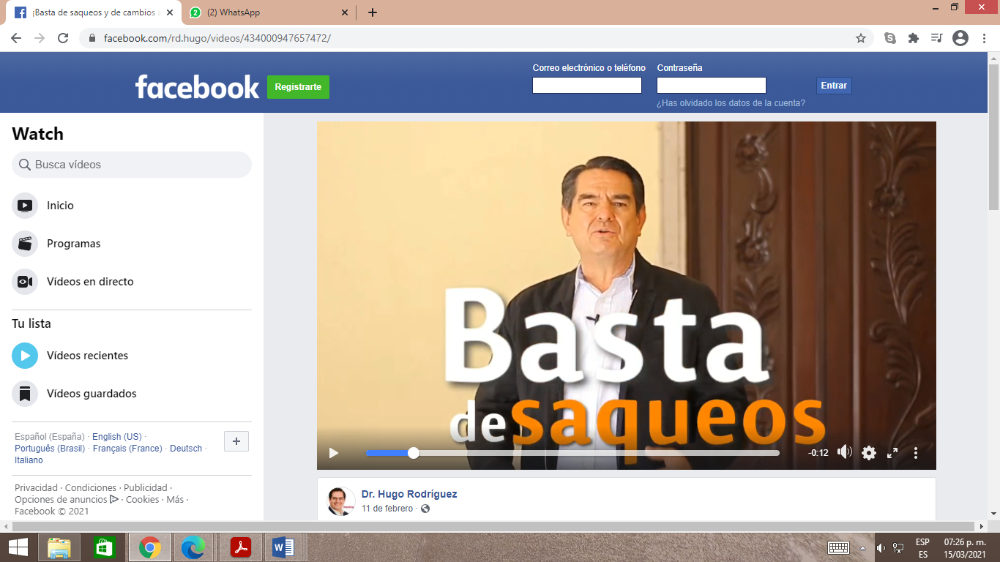 ¡Basta de saqueos y de cambios
(2) WhatsApp
facebook.com/rd.hugo/videos/434000947657472/
facebook
Registrarte
Correo electrónico o teléfono
Contraseña
Entrar
¿Has olvidado los datos de la cuenta?
Watch
Busca vídeos
Inicio
Programas
Vídeos en directo
Tu lista
Vídeos recientes
Vídeos guardados
Español (España) · English (US) ·
Português (Brasil) · Français (France) · Deutsch ·
Italiano
Privacidad · Condiciones · Publicidad ·
Opciones de anuncios · Cookies · Más ·
Facebook © 2021
Basta
de saqueos
-0:12
Dr. Hugo Rodríguez
11 de febrero ·
ESP
ES
07:26 p. m.
15/03/2021